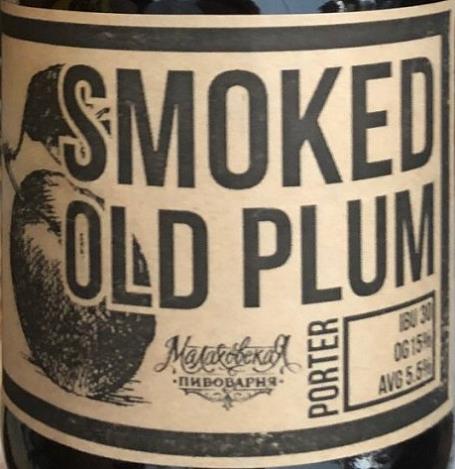 SMOKED
OLD PLUM
Малаховская
•ПИВОВАРНЯ•
PORTER
IBU 30
OG 15%
AVG 5.5%